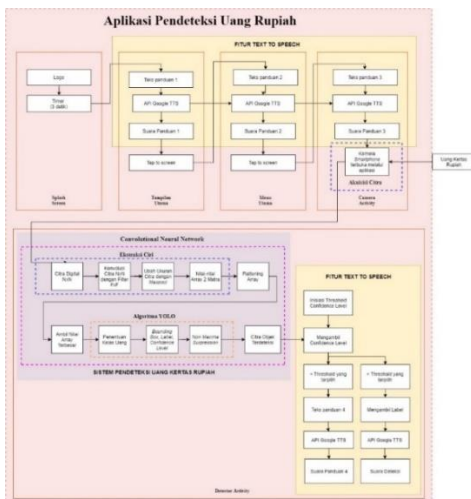 Aplikasi Pendeteksi Uang Rupiah
FITUR TEXT TO SPEECH
Logo
Timer
(3 detik)
Teks panduan 1
API Google TTS
Suara Panduan 1
Tap to screen
Teks panduan 2
API Google TTS
Suara Panduan 2
Tap to screen
Teks panduan 3
API Google TTS
Suara Panduan 3
Kamera
Smartphone
terbuka melalui
aplikasi
Akuisisi Citra
Uang Kertas
Rupiah
Splash
Screen
Tampilan
Utama
Menu
Utama
Camera
Activity
Convolutional Neural Network
Ekstraksi Ciri
Citra Digital
NxN
dengan Filter
Ubah Ukuran
Citra dengan
Nilai-nilai
Array 2 Matriks
Flattening
Array
Algoritma YOLO
Ambil Nilai
Array
Terbesar
Penentuan
Kelas Uang
Bounding
Box, Label,
Confidence
Level
Non Maxima
Suppression
Citra Objek
Terdeteksi
SISTEM PENDETEKSI UANG KERTAS RUPIAH
FITUR TEXT TO SPEECH
Inisiasi Threshold
Confidence Level
Mengambil
Confidence Level
Threshold yang
terpilih
Teks panduan 4
API Google TTS
Suara Panduan 4
Threshold yang
terpilih
Mengambil Label
API Google TTS
Suara Deteksi
Activity